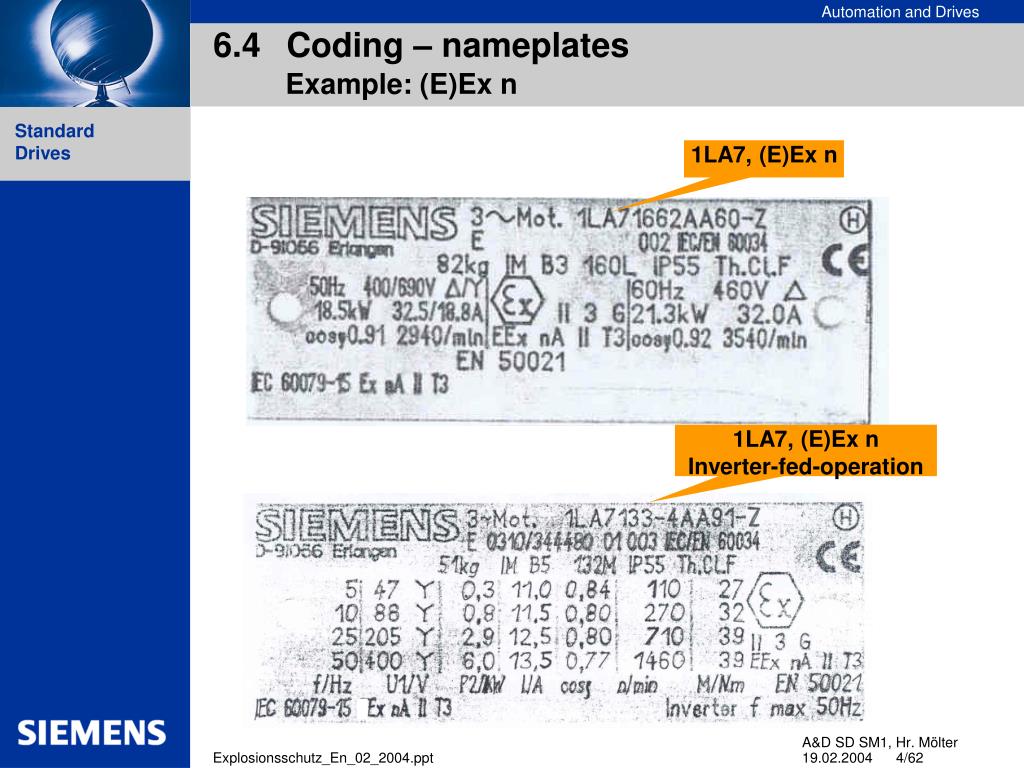 Automation and Drives
6.4 Coding – nameplates
Example: (E)Ex n
Standard
Drives
1LA7, (E)Ex n
SIEMENS 3~Mot. 1LA71662AA60-Z H
D-91056 Erlangen E 002 IEC/EN 60034
82kg IM B3 160L IP55 Th.Cl.F CE
50Hz 400/690V Δ/Y Ex 60Hz 460V Δ
18.5kW 32.5/18.8A II 3 G 21.3kW 32.0A
cosφ0.91 2940/min EEx nA II T3 cosφ0.92 3540/min
EN 50021
IEC 60079-15 Ex nA II T3
1LA7, (E)Ex n
Inverter-fed-operation
SIEMENS 3~Mot. 1LA7133-4AA91-Z H
D-91056 Erlangen E 0310/344480 01 003 IEC/EN 60034
51kg IM B5 132M IP55 Th.Cl.F CE
5 47 Y 0,3 11,0 0,84 110 27 Ex
10 88 Y 0,8 11,5 0,80 270 32
25 205 Y 2,9 12,5 0,80 710 39 II 3 G
50 400 Y 6,0 13,5 0,77 1460 39 EEx nA II T3
f/Hz U1/V P2/kW I/A cosφ n/min M/Nm EN 50021
IEC 60079-15 Ex nA II T3 Inverter f max 50Hz
SIEMENS
Explosionsschutz_En_02_2004.ppt
A&D SD SM1, Hr. Mölter
19.02.2004 4/62